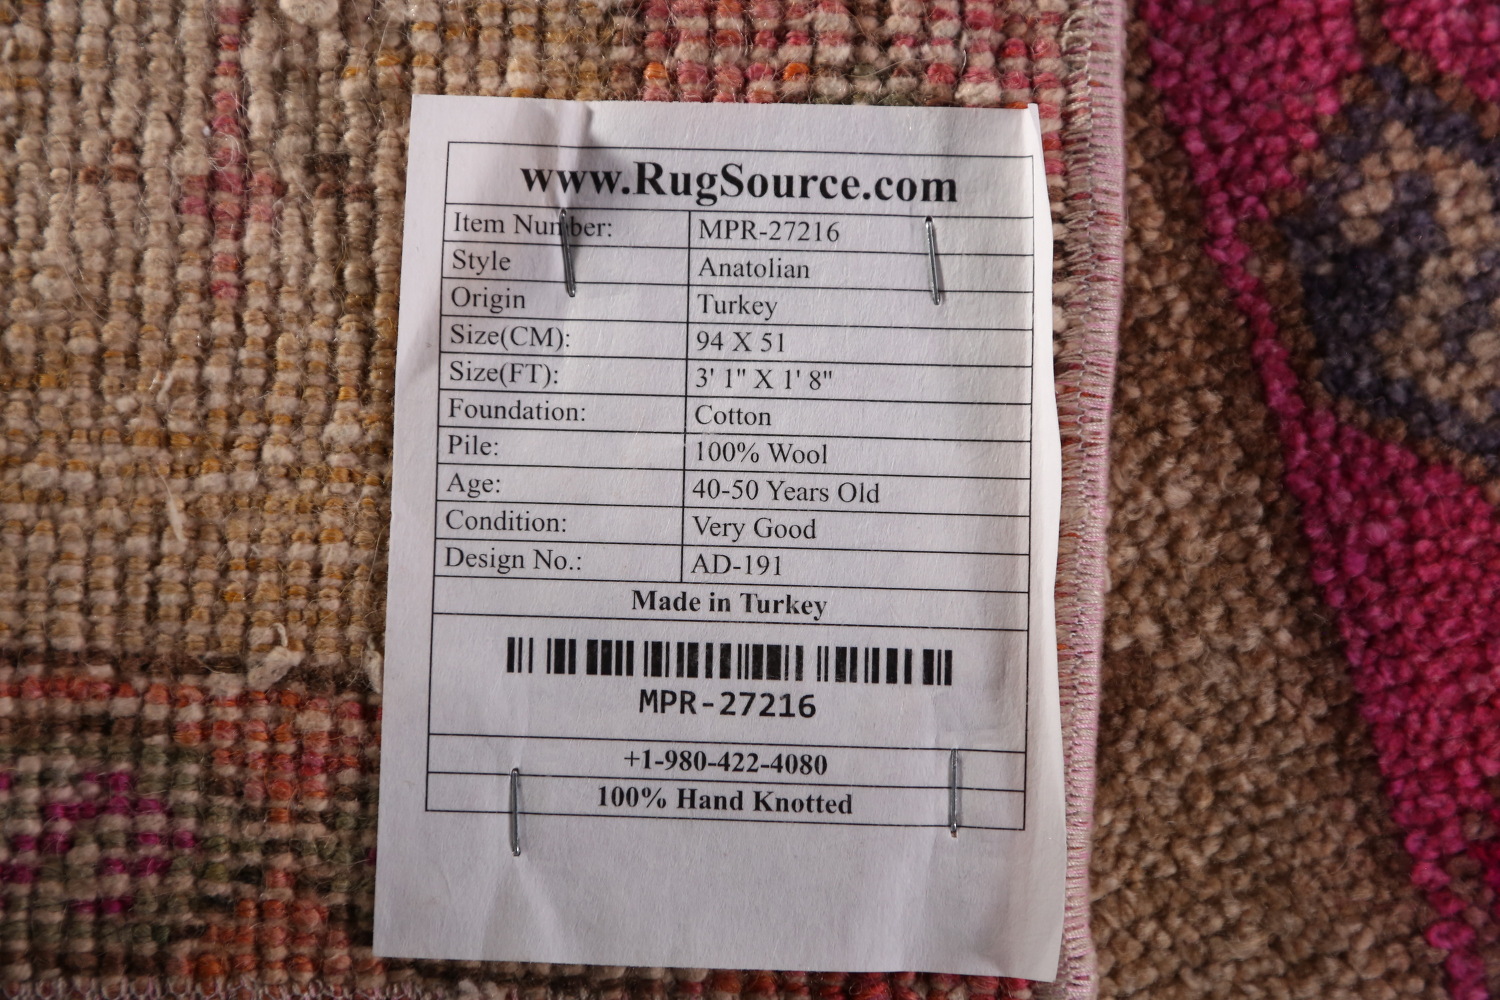 www.RugSource.com
Item Number: MPR-27216
Style Anatolian
Origin Turkey
Size(CM): 94 X 51
Size(FT): 3' 1" X 1' 8"
Foundation: Cotton
Pile: 100% Wool
Age: 40-50 Years Old
Condition: Very Good
Design No.: AD-191
Made in Turkey
MPR-27216
+1-980-422-4080
100% Hand Knotted